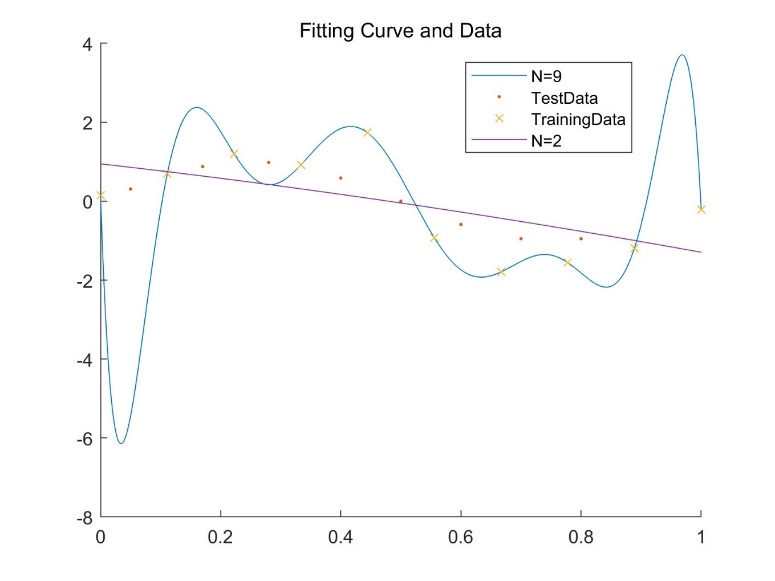 Fitting Curve and Data
4
N=9
TestData
TrainingData
N=2
2
0
-2
-4
-6
-8
0 0.2 0.4 0.6 0.8 1